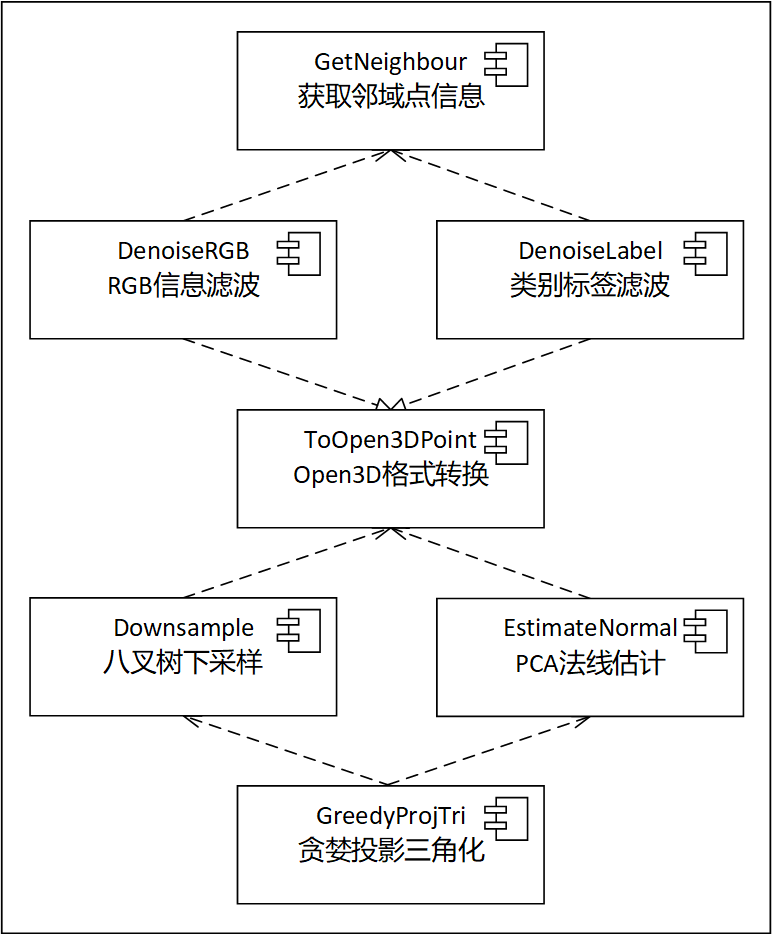 GetNeighbour
获取邻域点信息
DenoiseRGB
RGB信息滤波
DenoiseLabel
类别标签滤波
ToOpen3DPoint
Open3D格式转换
Downsample
八叉树下采样
EstimateNormal
PCA法线估计
GreedyProjTri
贪婪投影三角化